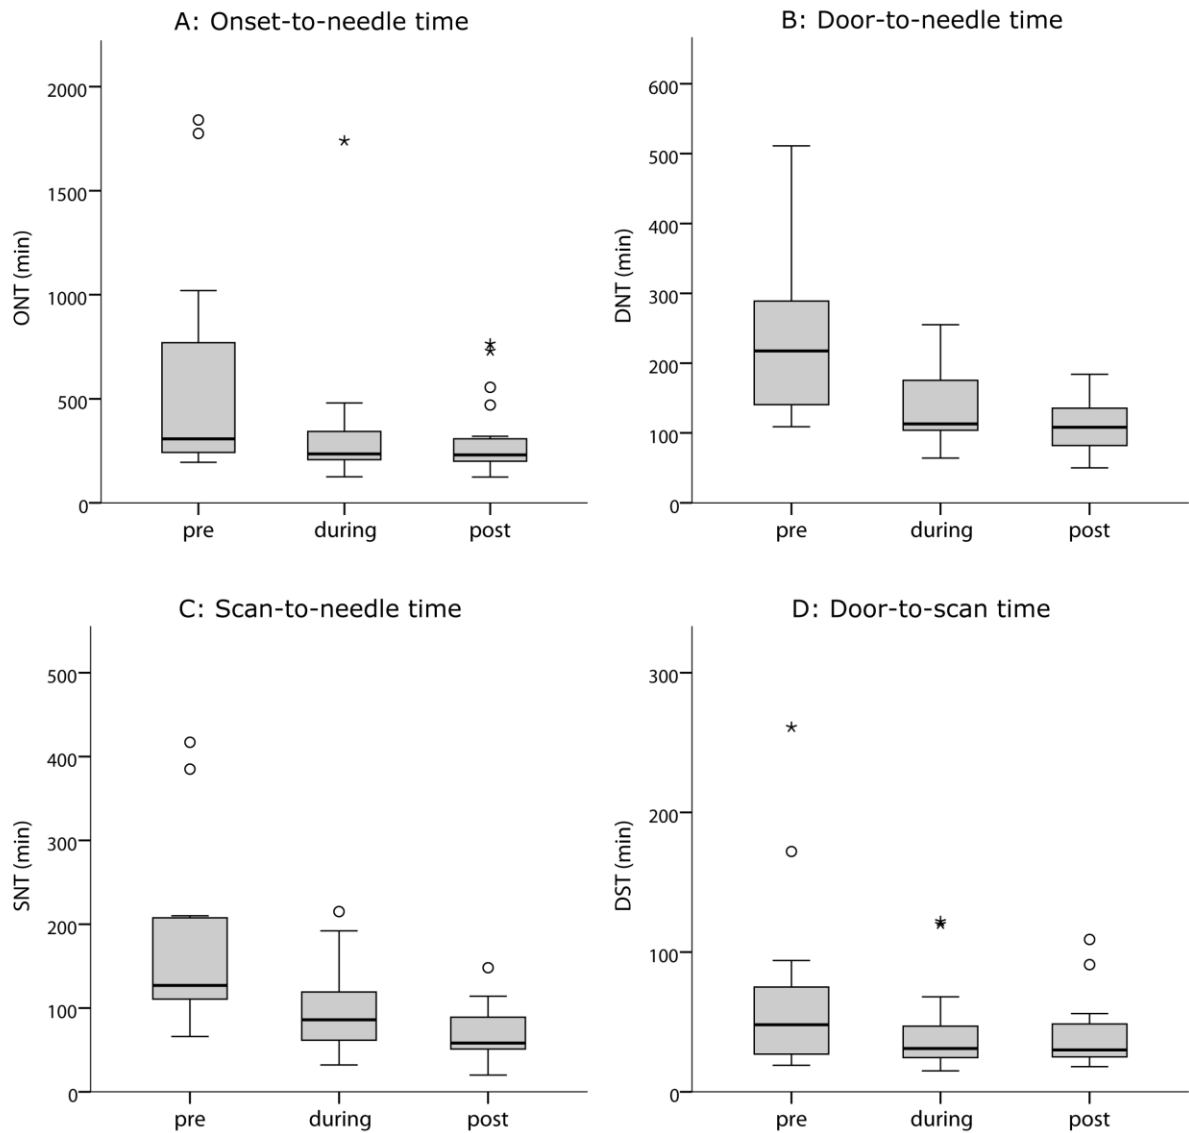 A: Onset-to-needle time
ONT (min)
2000
1500
1000
500
0
pre during post
B: Door-to-needle time
DNT (min)
600
500
400
300
200
100
0
pre during post
C: Scan-to-needle time
SNT (min)
500
400
300
200
100
0
pre during post
D: Door-to-scan time
DST (min)
300
200
100
0
pre during post